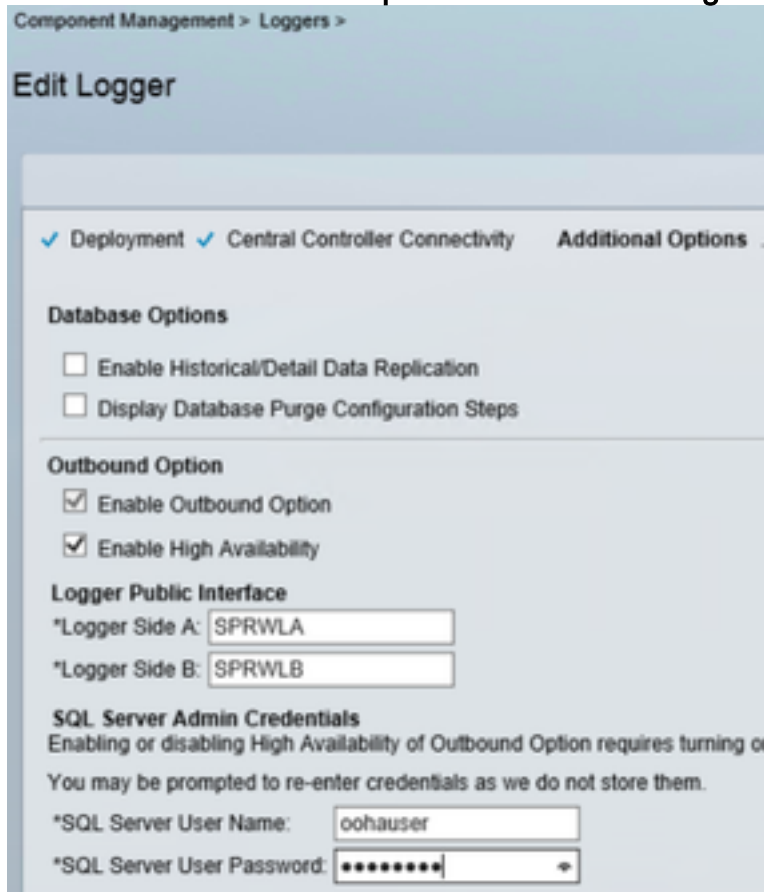 Component Management > Loggers >
Edit Logger
✓ Deployment ✓ Central Controller Connectivity Additional Options
Database Options
Enable Historical/Detail Data Replication
Display Database Purge Configuration Steps
Outbound Option
Enable Outbound Option
Enable High Availability
Logger Public Interface
*Logger Side A: SPRWLA
*Logger Side B: SPRWLB
SQL Server Admin Credentials
Enabling or disabling High Availability of Outbound Option requires turning
You may be prompted to re-enter credentials as we do not store them.
*SQL Server User Name: oohauser
*SQL Server User Password: ••••••••